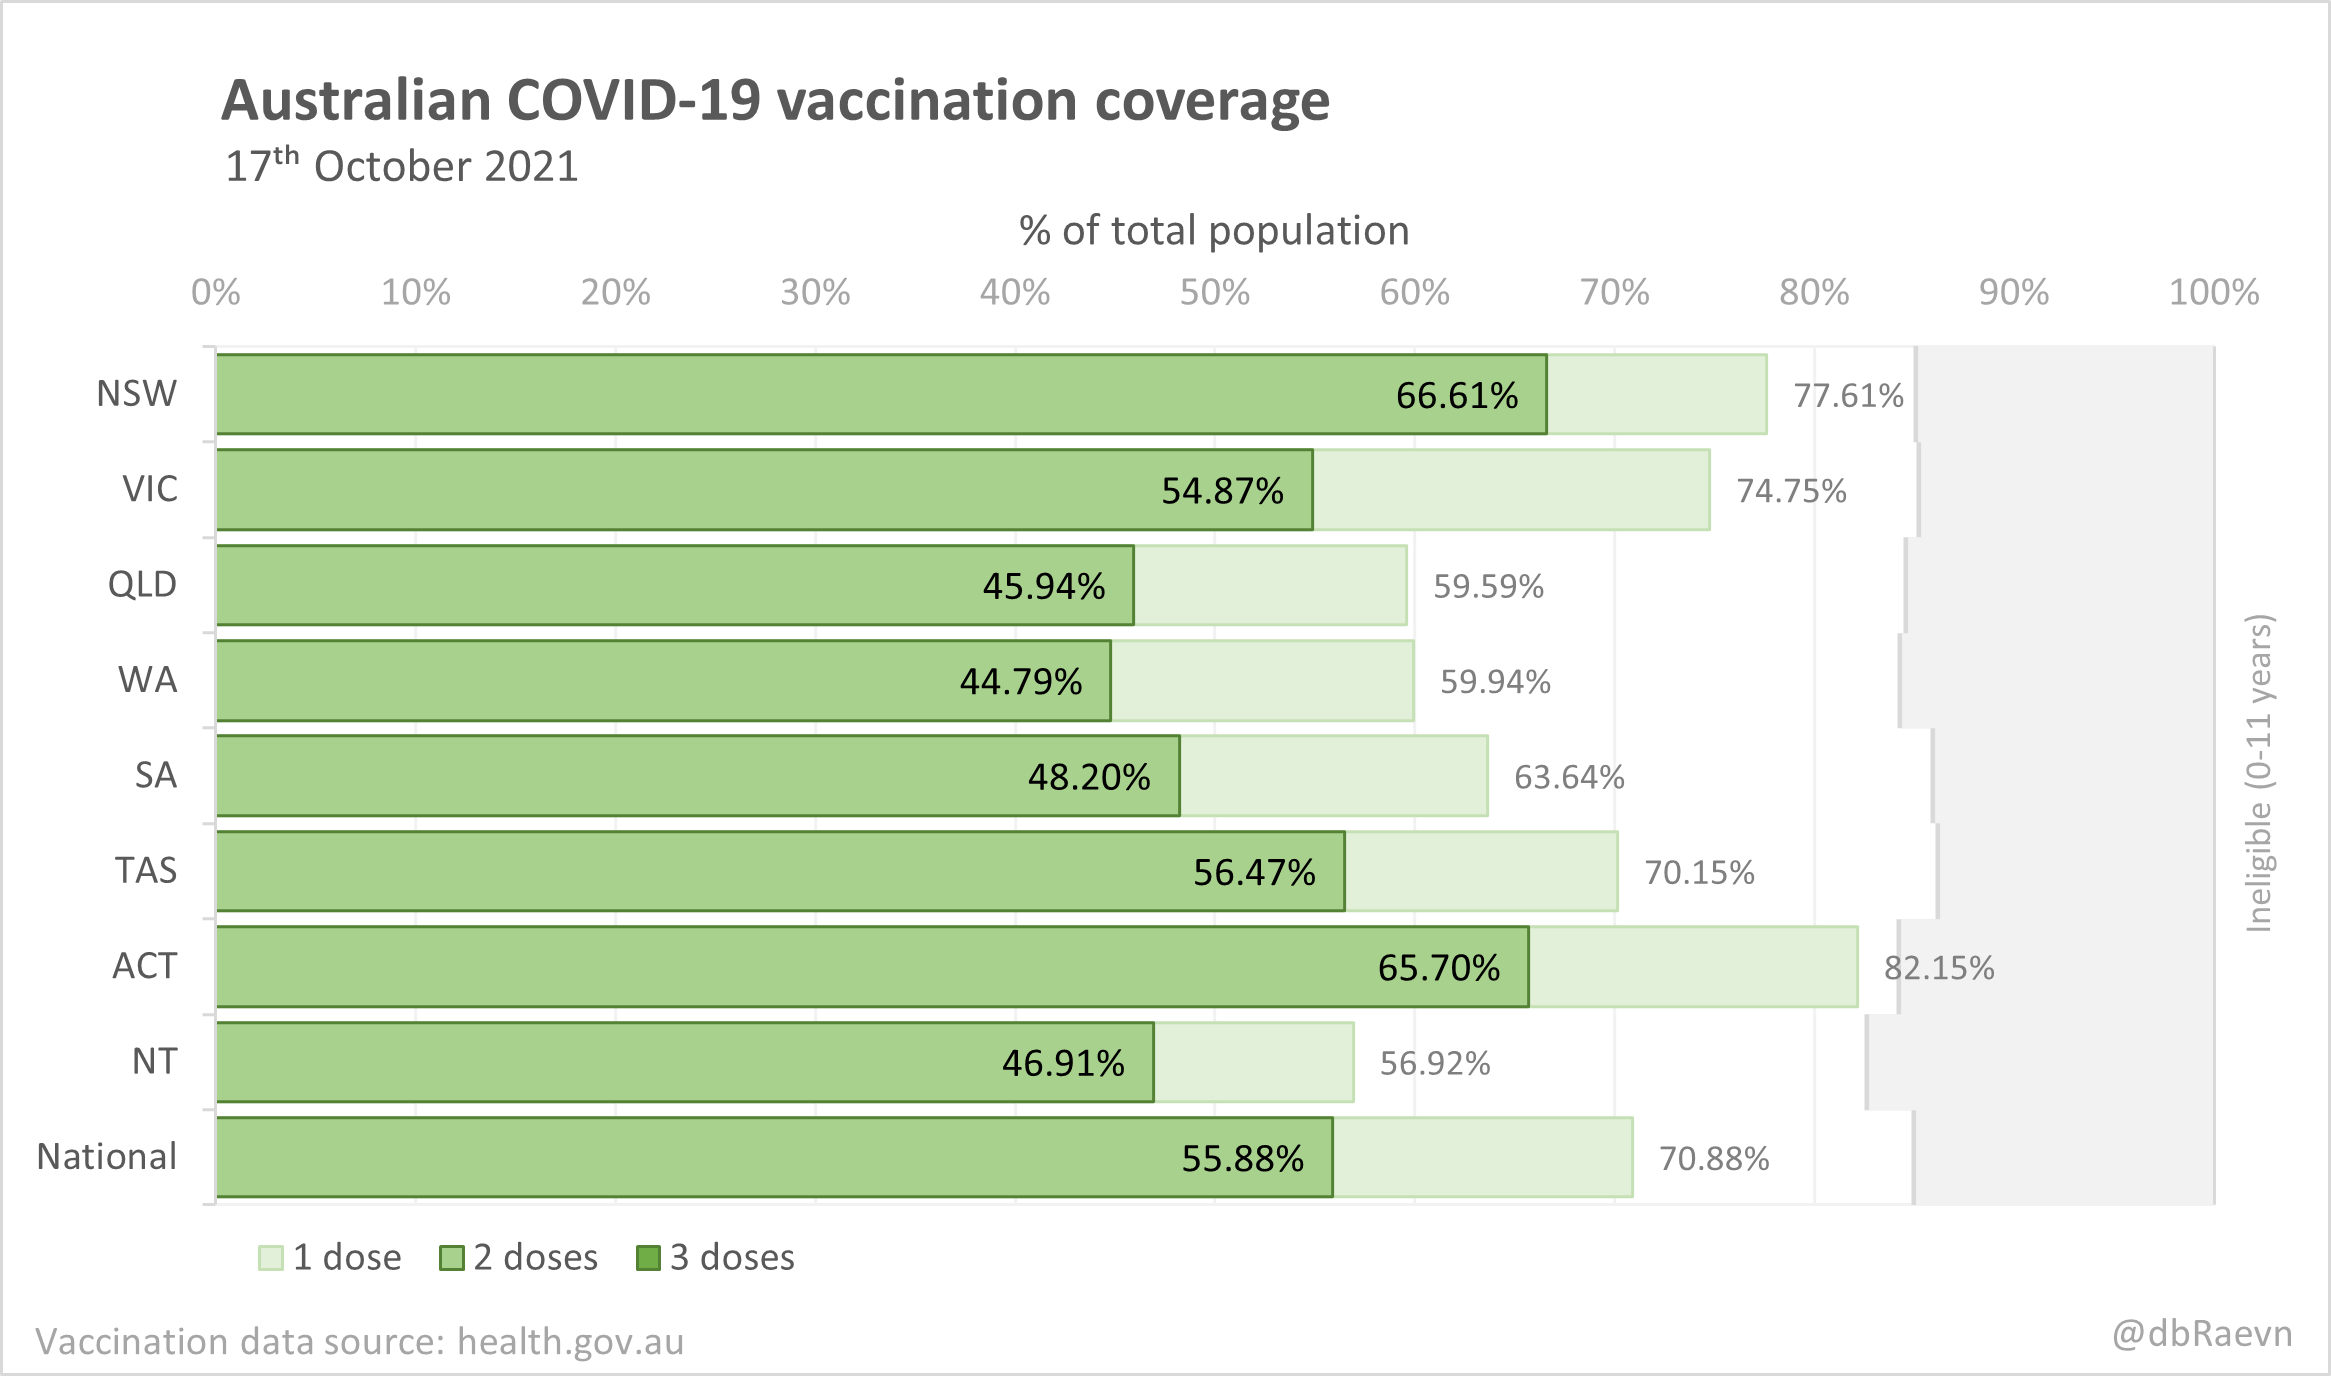 Australian COVID-19 vaccination coverage
17th October 2021
% of total population
0% 10% 20% 30% 40% 50% 60% 70% 80% 90% 100%
NSW 66.61% 77.61%
VIC 54.87% 74.75%
QLD 45.94% 59.59%
WA 44.79% 59.94%
SA 48.20% 63.64%
TAS 56.47% 70.15%
ACT 65.70% 82.15%
NT 46.91% 56.92%
National 55.88% 70.88%
Ineligible (0-11 years)
1 dose 2 doses 3 doses
Vaccination data source: health.gov.au
@dbRaevn